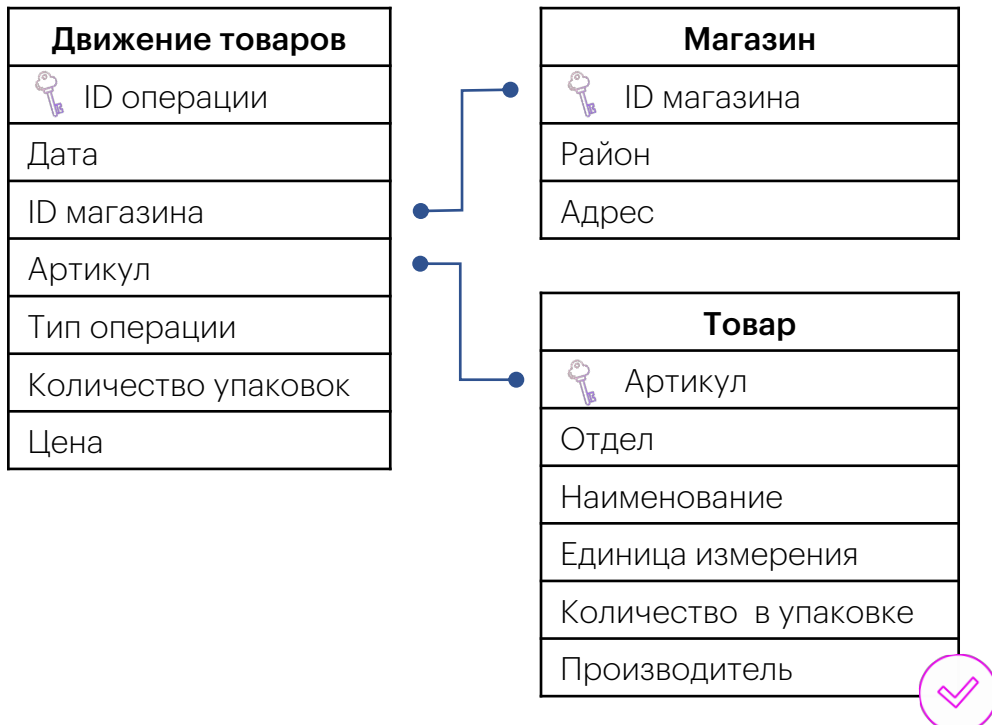 Движение товаров
ID операции
Дата
ID магазина
Артикул
Тип операции
Количество упаковок
Цена
Магазин
ID магазина
Район
Адрес
Товар
Артикул
Отдел
Наименование
Единица измерения
Количество в упаковке
Производитель